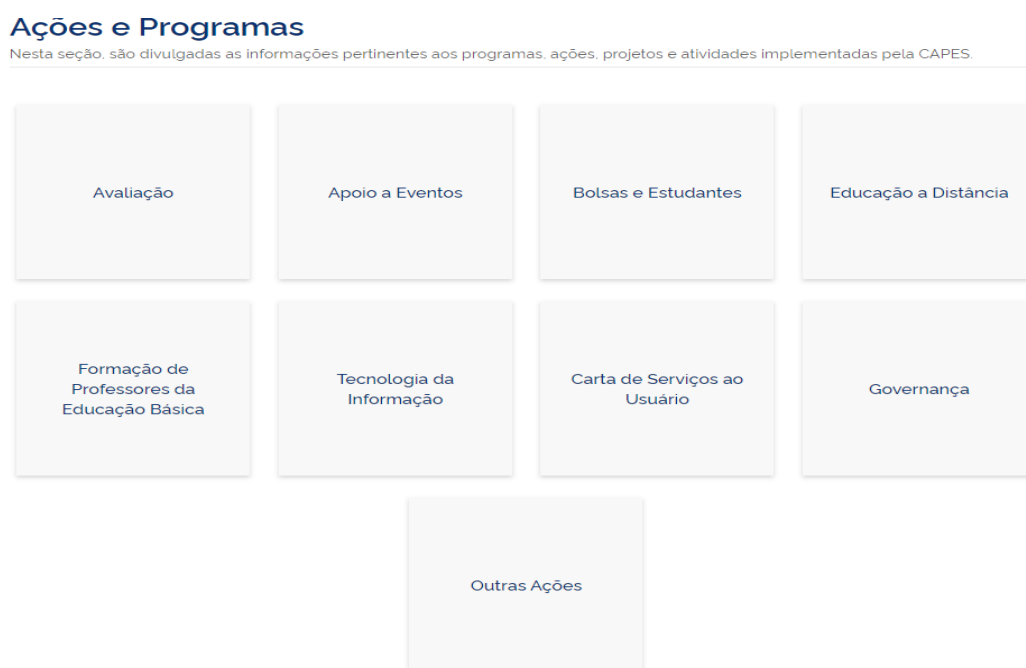 Ações e Programas
Nesta seção, são divulgadas as informações pertinentes aos programas, ações, projetos e atividades implementadas pela CAPES.
Avaliação
Apoio a Eventos
Bolsas e Estudantes
Educação a Distância
Formação de
Professores da
Educação Básica
Tecnologia da
Informação
Carta de Serviços ao
Usuário
Governança
Outras Ações